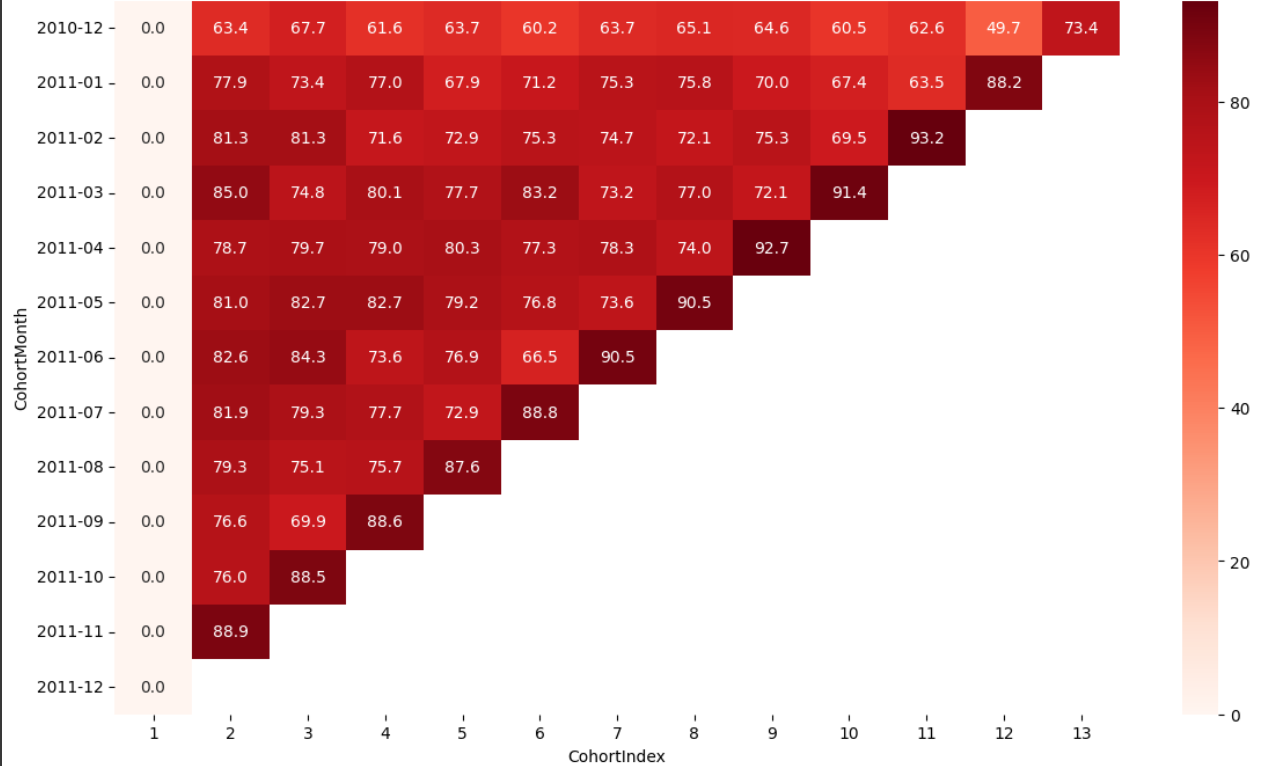 2010-12 0.0 63.4 67.7 61.6 63.7 60.2 63.7 65.1 64.6 60.5 62.6 49.7 73.4
2011-01 0.0 77.9 73.4 77.0 67.9 71.2 75.3 75.8 70.0 67.4 63.5 88.2
80
2011-02 0.0 81.3 81.3 71.6 72.9 75.3 74.7 72.1 75.3 69.5 93.2
2011-03 0.0 85.0 74.8 80.1 77.7 83.2 73.2 77.0 72.1 91.4
2011-04 0.0 78.7 79.7 79.0 80.3 77.3 78.3 74.0 92.7
60
2011-05 0.0 81.0 82.7 82.7 79.2 76.8 73.6 90.5
CohortMonth
2011-06 0.0 82.6 84.3 73.6 76.9 66.5 90.5
2011-07 0.0 81.9 79.3 77.7 72.9 88.8
40
2011-08 0.0 79.3 75.1 75.7 87.6
2011-09 0.0 76.6 69.9 88.6
20
2011-10 0.0 76.0 88.5
2011-11 0.0 88.9
2011-12 0.0
0
1 2 3 4 5 6 7 8 9 10 11 12 13
CohortIndex